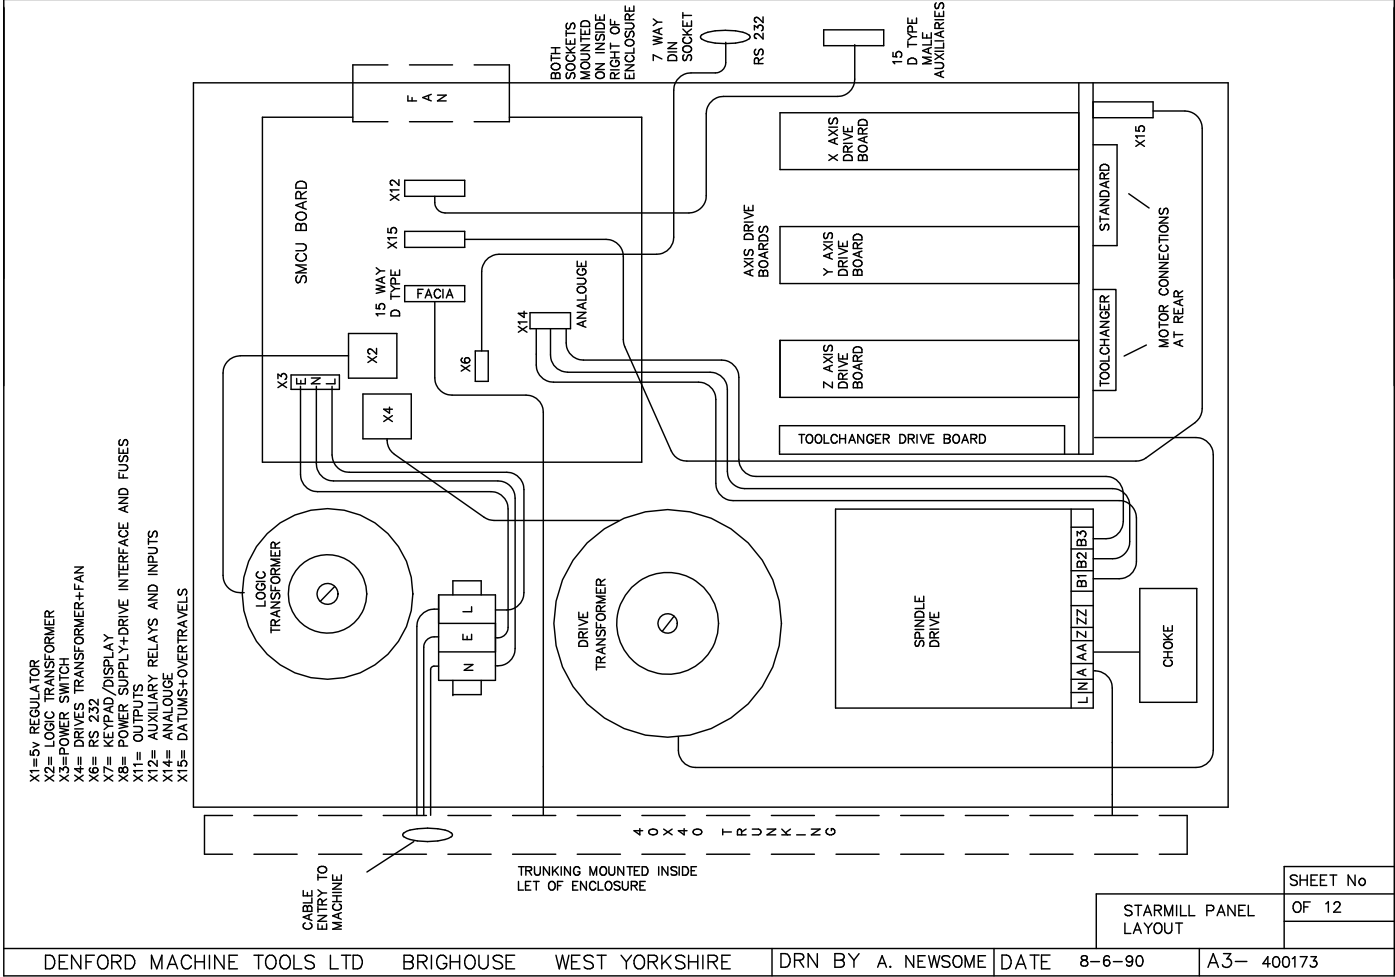 BOTH
SOCKETS
MOUNTED
ON INSIDE
RIGHT OF
ENCLOSURE
7 WAY
DIN
SOCKET
RS 232
15
D TYPE
MALE
AUXILIARIES
FAN
SMCU BOARD
X12
X15
15 WAY
D TYPE
FACIA
X14
ANALOUGE
X6
X2
X3
E N L
X4
AXIS DRIVE
BOARDS
X AXIS
DRIVE
BOARD
Y AXIS
DRIVE
BOARD
Z AXIS
DRIVE
BOARD
TOOLCHANGER DRIVE BOARD
X15
STANDARD
TOOLCHANGER
MOTOR CONNECTIONS
AT REAR
X1=5v REGULATOR
X2= LOGIC TRANSFORMER
X3=POWER SWITCH
X4= DRIVES TRANSFORMER+FAN
X6= RS 232
X7= KEYPAD/DISPLAY
X8= POWER SUPPLY+DRIVE INTERFACE AND FUSES
X11= OUTPUTS
X12= AUXILIARY RELAYS AND INPUTS
X14= ANALOUGE
X15= DATUMS+OVERTRAVELS
LOGIC
TRANSFORMER
N E L
DRIVE
TRANSFORMER
SPINDLE
DRIVE
L N A AA Z ZZ B1 B2 B3
CHOKE
40X40 TRUNKING
CABLE
ENTRY TO
MACHINE
TRUNKING MOUNTED INSIDE
LET OF ENCLOSURE
STARMILL PANEL
LAYOUT
SHEET No
OF 12
DENFORD MACHINE TOOLS LTD BRIGHOUSE WEST YORKSHIRE DRN BY A. NEWSOME DATE 8-6-90 A3- 400173